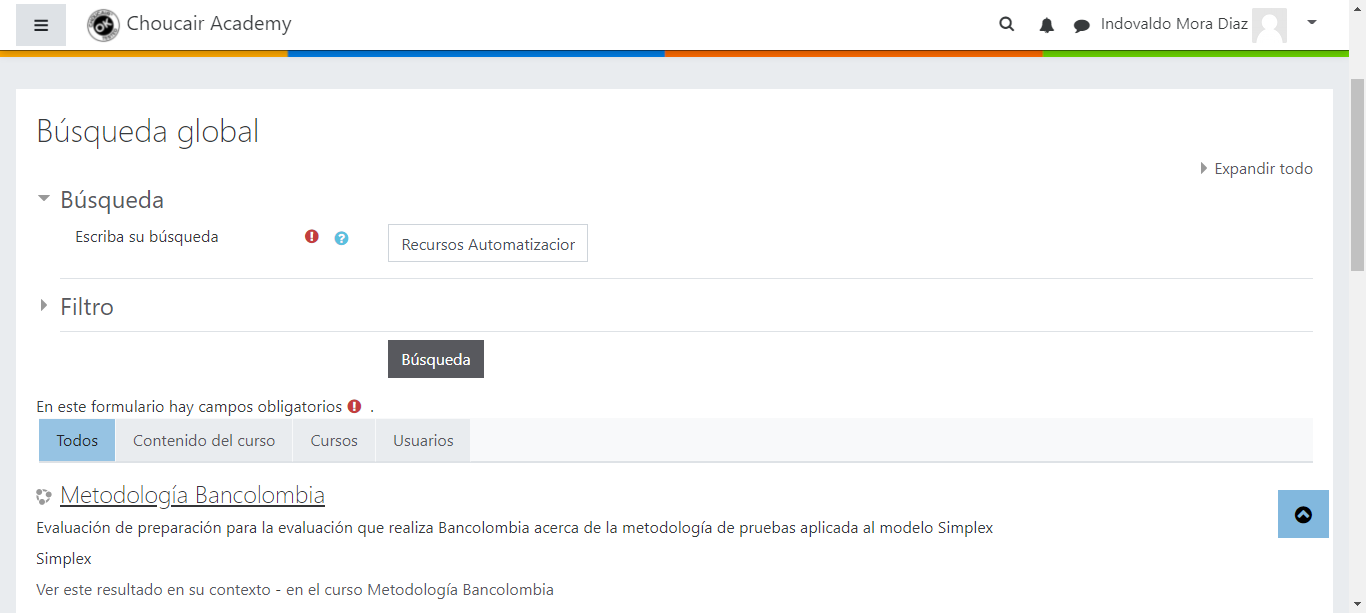 Choucair Academy
Indovaldo Mora Diaz
Búsqueda global
Expandir todo
Búsqueda
Escriba su búsqueda
Recursos Automatizacior
Filtro
Búsqueda
En este formulario hay campos obligatorios .
Todos Contenido del curso Cursos Usuarios
Metodología Bancolombia
Evaluación de preparación para la evaluación que realiza Bancolombia acerca de la metodología de pruebas aplicada al modelo Simplex
Simplex
Ver este resultado en su contexto - en el curso Metodología Bancolombia